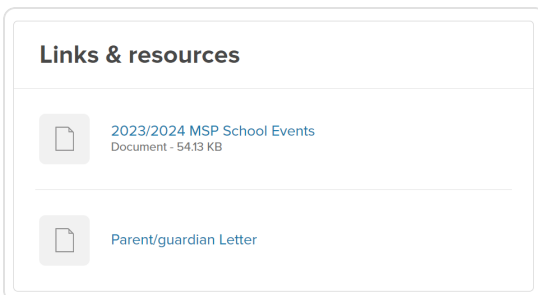 Links & resources
2023/2024 MSP School Events
Document - 54.13 KB
Parent/guardian Letter